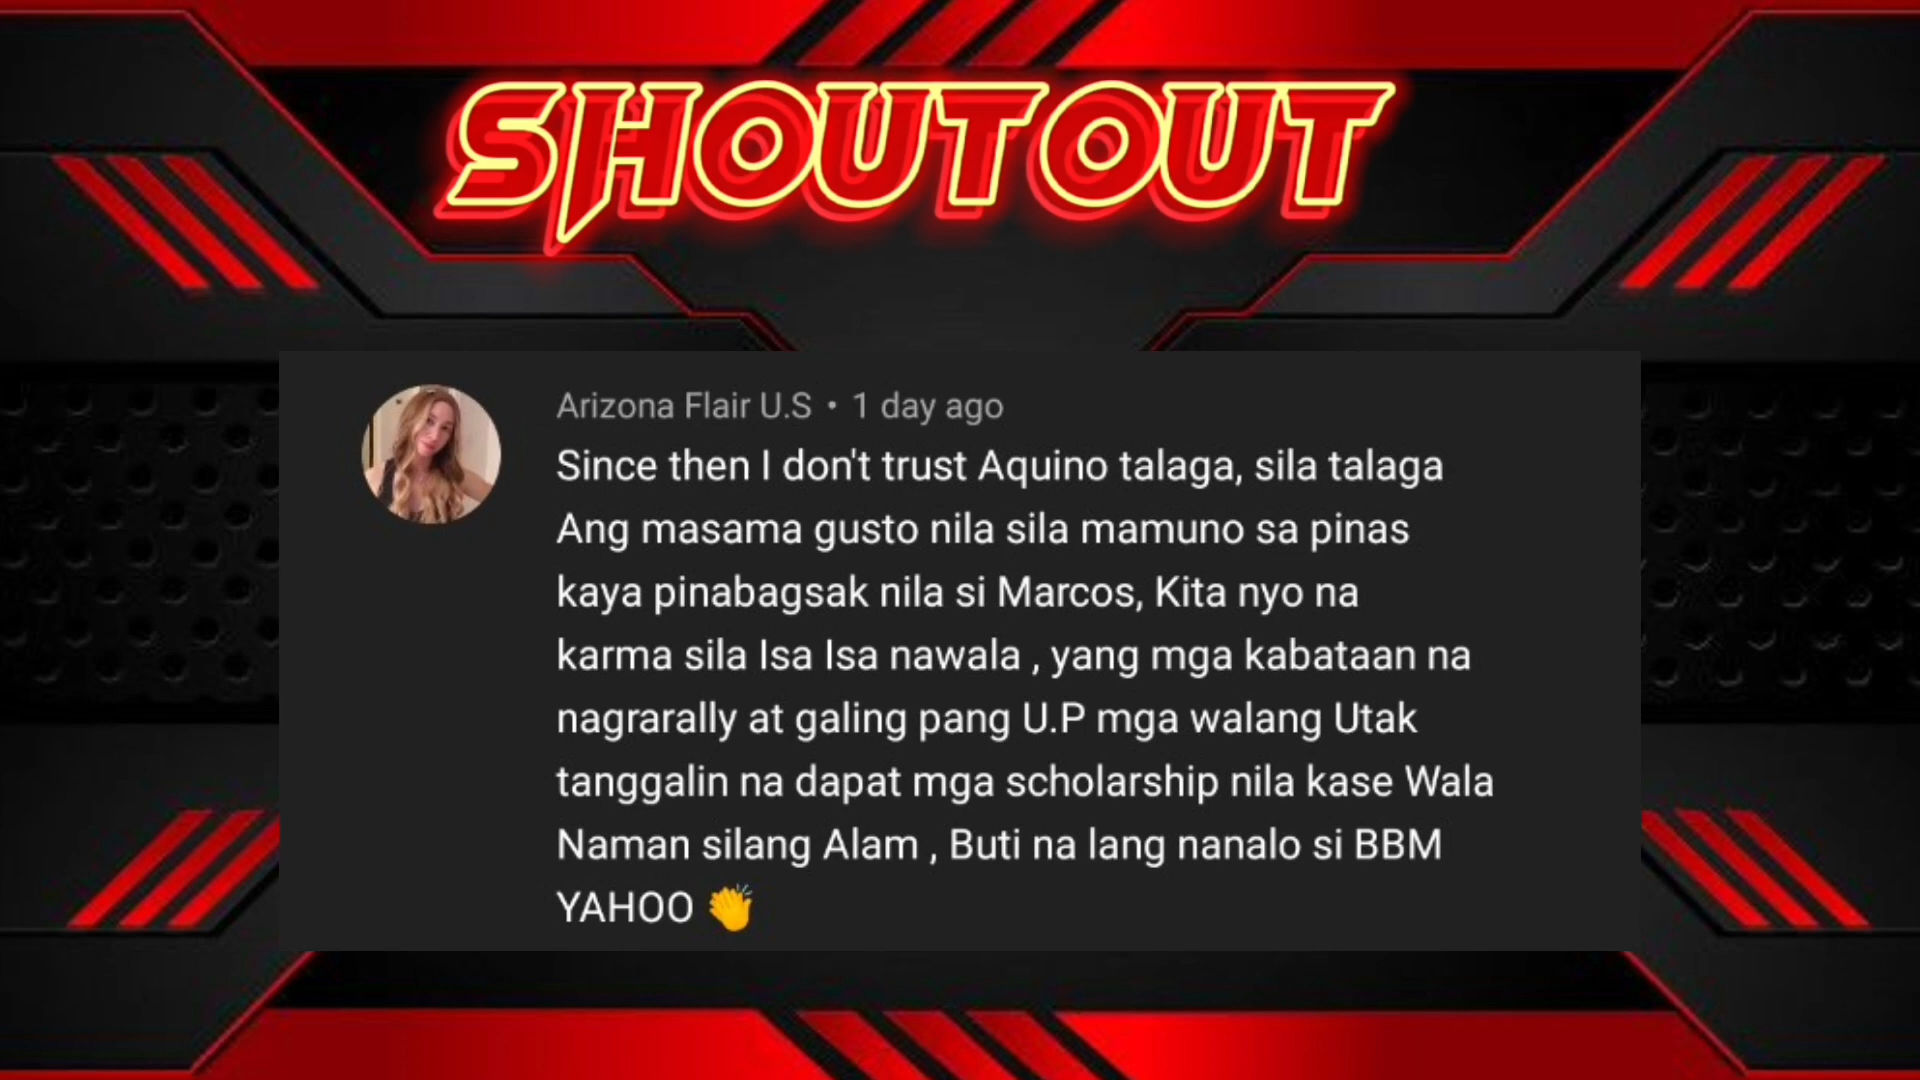 SHOUTOUT
Arizona Flair U.S • 1 day ago
Since then I don't trust Aquino talaga, sila talaga
Ang masama gusto nila sila mamuno sa pinas
kaya pinabagsak nila si Marcos, Kita nyo na
karma sila Isa Isa nawala , yang mga kabataan na
nagrarally at galing pang U.P mga walang Utak
tanggalin na dapat mga scholarship nila kase Wala
Naman silang Alam , Buti na lang nanalo si BBM
YAHOO 👏